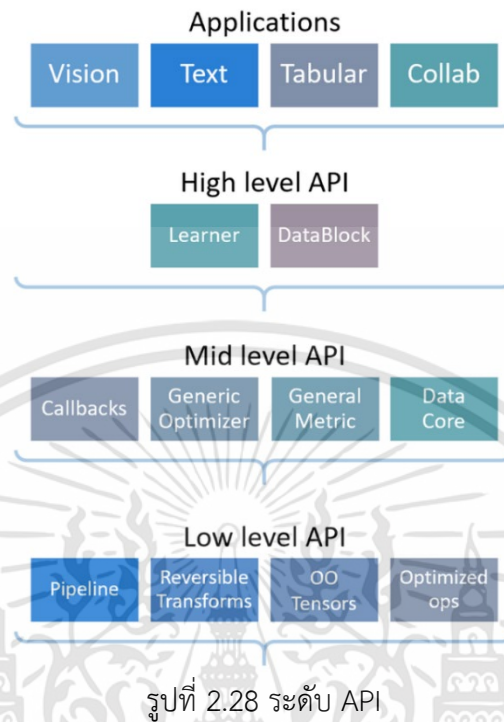 Applications
Vision Text Tabular Collab
High level API
Learner DataBlock
Mid level API
Callbacks Generic Optimizer General Metric Data Core
Low level API
Pipeline Reversible Transforms OO Tensors Optimized ops
รูปที่ 2.28 ระดับ API